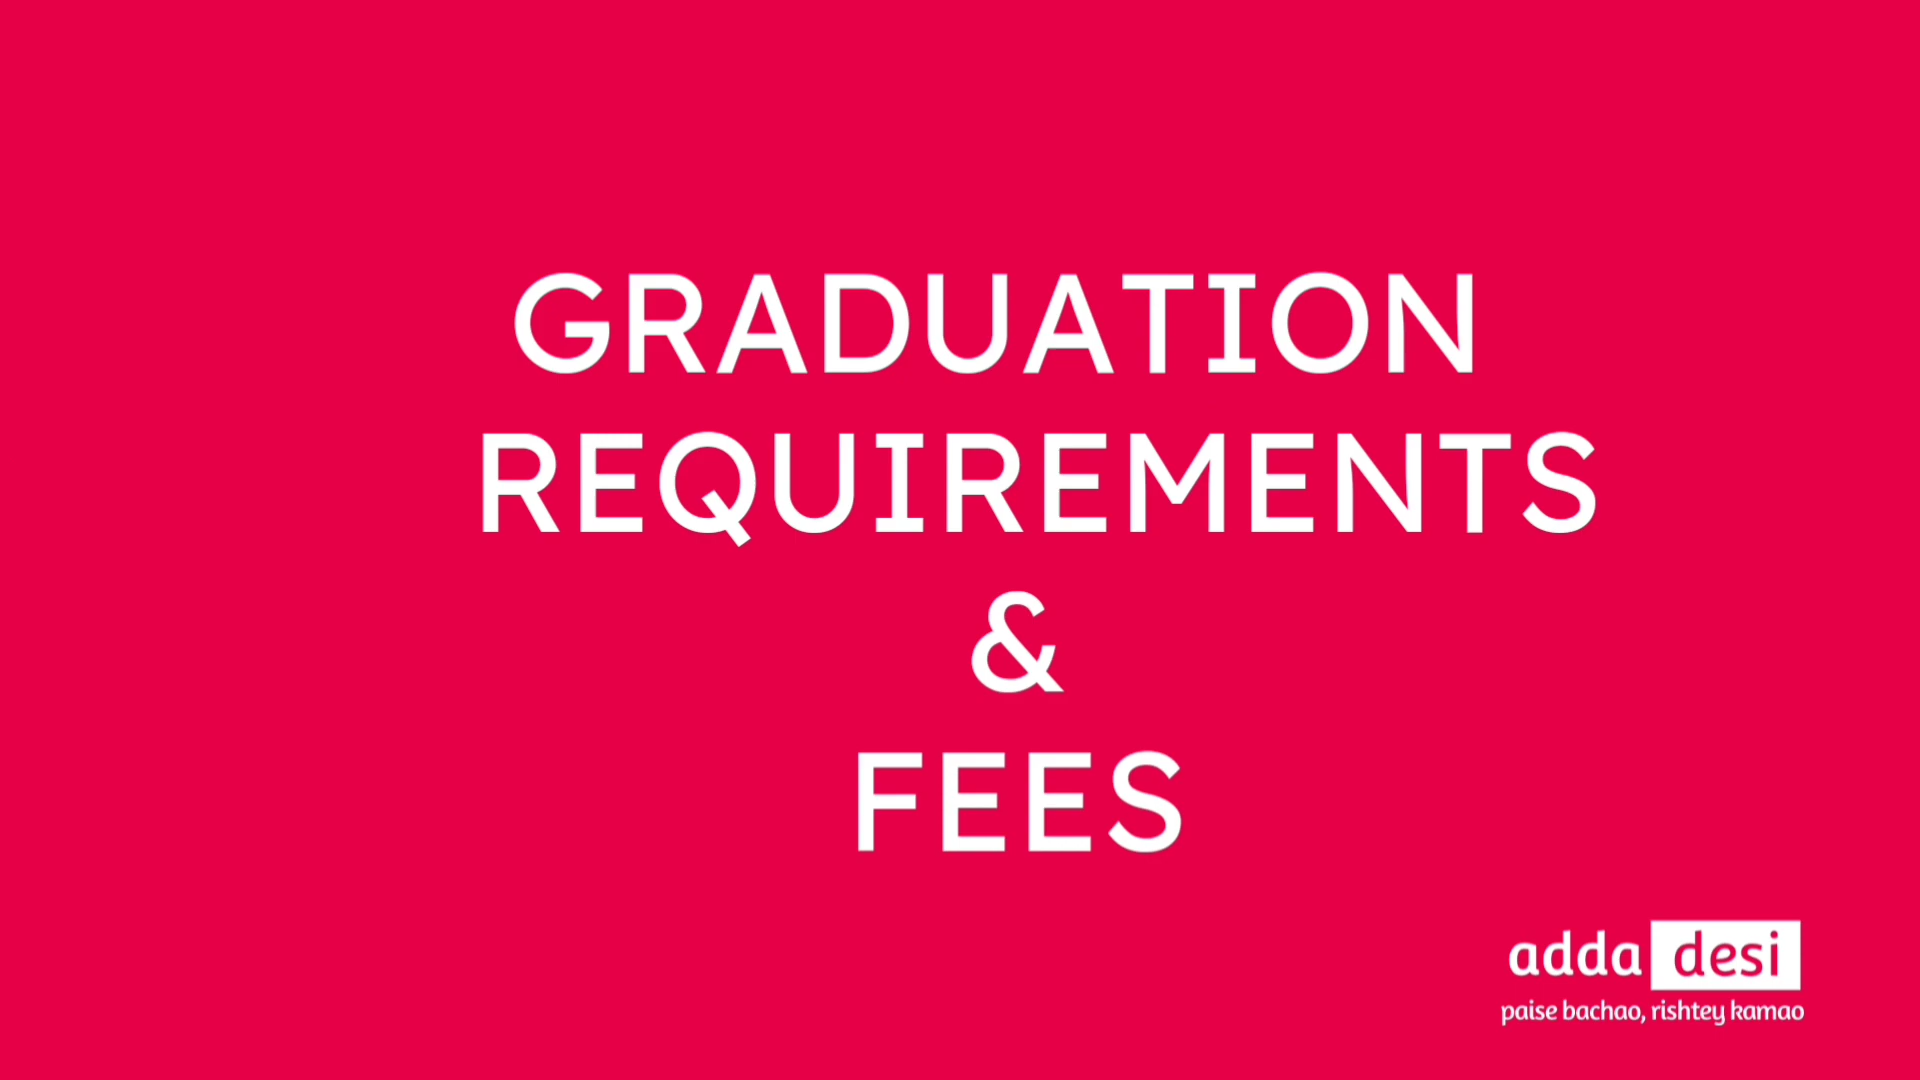 GRADUATION
REQUIREMENTS
&
FEES
adda desi
paise bachao, rishtey kamao